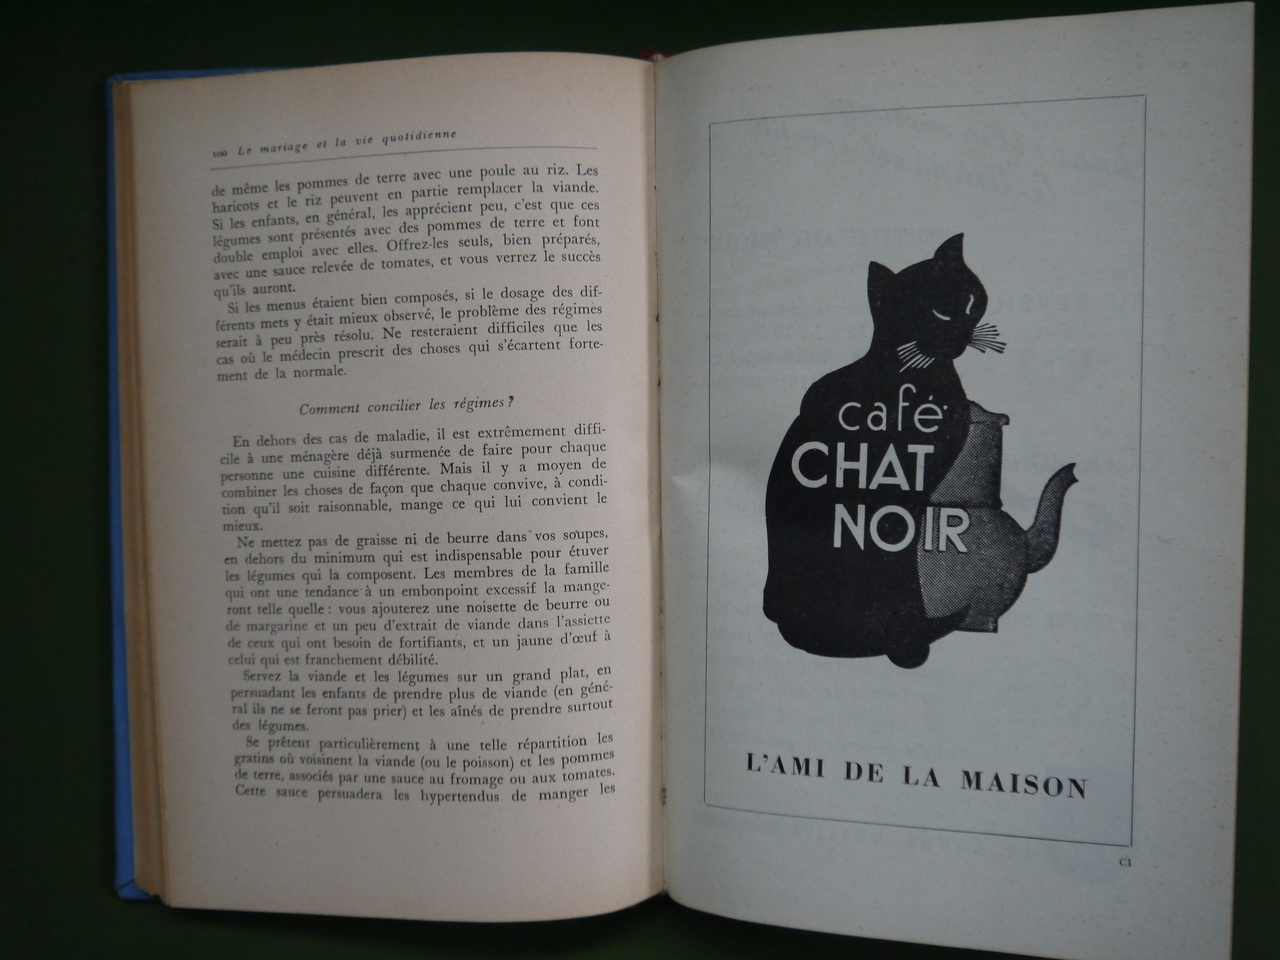 100 Le mariage et la vie quotidienne
de même les pommes de terre avec une poule au riz. Les
haricots et le riz peuvent en partie remplacer la viande.
Si les enfants, en général, les apprécient peu, c'est que ces
légumes sont présentés avec des pommes de terre et font
double emploi avec elles. Offrez-les seuls, bien préparés,
avec une sauce relevée de tomates, et vous verrez le succès
qu'ils auront.
Si les menus étaient bien composés, si le dosage des dif-
férents mets y était mieux observé, le problème des régimes
serait à peu près résolu. Ne resteraient difficiles que les
cas où le médecin prescrit des choses qui s'écartent forte-
ment de la normale.
Comment concilier les régimes ?
En dehors des cas de maladie, il est extrêmement diffi-
cile à une ménagère déjà surmenée de faire pour chaque
personne une cuisine différente. Mais il y a moyen de
combiner les choses de façon que chaque convive, à condi-
tion qu'il soit raisonnable, mange ce qui lui convient le
mieux.
Ne mettez pas de graisse ni de beurre dans vos soupes,
en dehors du minimum qui est indispensable pour étuver
les légumes qui la composent. Les membres de la famille
qui ont une tendance à un embonpoint excessif la mange-
ront telle quelle : vous ajouterez une noisette de beurre ou
de margarine et un peu d'extrait de viande dans l'assiette
de ceux qui ont besoin de fortifiants, et un jaune d'œuf à
celui qui est franchement débilité.
Servez la viande et les légumes sur un grand plat, en
persuadant les enfants de prendre plus de viande (en géné-
ral ils ne se feront pas prier) et les aînés de prendre surtout
des légumes.
Se prêtent particulièrement à une telle répartition les
gratins où voisinent la viande (ou le poisson) et les pommes
de terre, associés par une sauce au fromage ou aux tomates.
Cette sauce persuadera les hypertendus de manger les
café
CHAT
NOIR
L'AMI DE LA MAISON
C1